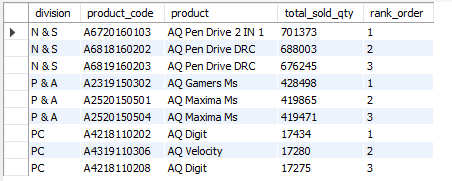 division product_code product total_sold_qty rank_order
N & S A6720160103 AQ Pen Drive 2 IN 1 701373 1
N & S A6818160202 AQ Pen Drive DRC 688003 2
N & S A6819160203 AQ Pen Drive DRC 676245 3
P & A A2319150302 AQ Gamers Ms 428498 1
P & A A2520150501 AQ Maxima Ms 419865 2
P & A A2520150504 AQ Maxima Ms 419471 3
PC A4218110202 AQ Digit 17434 1
PC A4319110306 AQ Velocity 17280 2
PC A4218110208 AQ Digit 17275 3